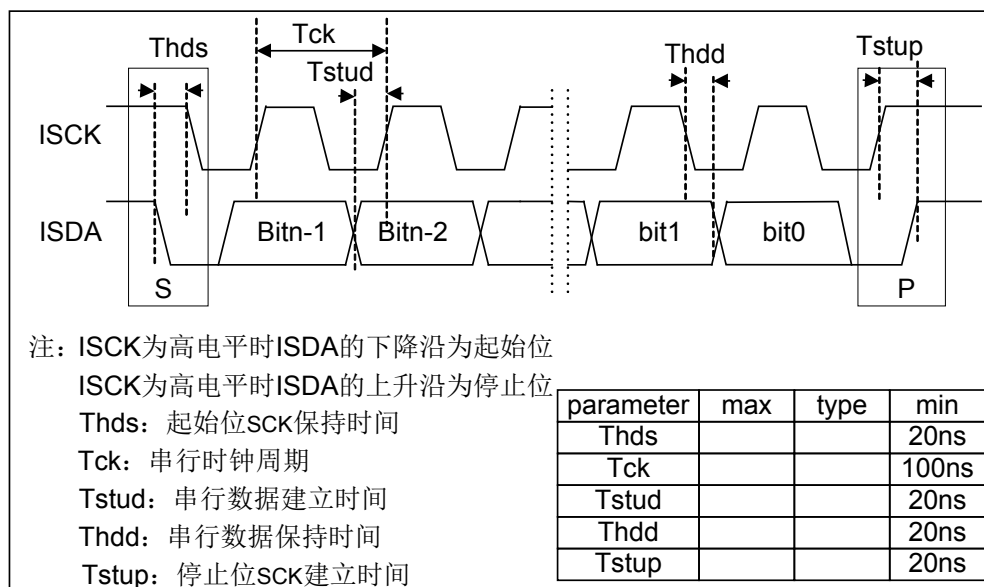 Thds
Tck
Tstud
Thdd
Tstup
ISCK
ISDA
Bitn-1
Bitn-2
bit1
bit0
S
P
注：ISCK为高电平时ISDA的下降沿为起始位
ISCK为高电平时ISDA的上升沿为停止位
Thds：起始位SCK保持时间
Tck：串行时钟周期
Tstud：串行数据建立时间
Thdd：串行数据保持时间
Tstup：停止位SCK建立时间
parameter max type min
Thds 20ns
Tck 100ns
Tstud 20ns
Thdd 20ns
Tstup 20ns